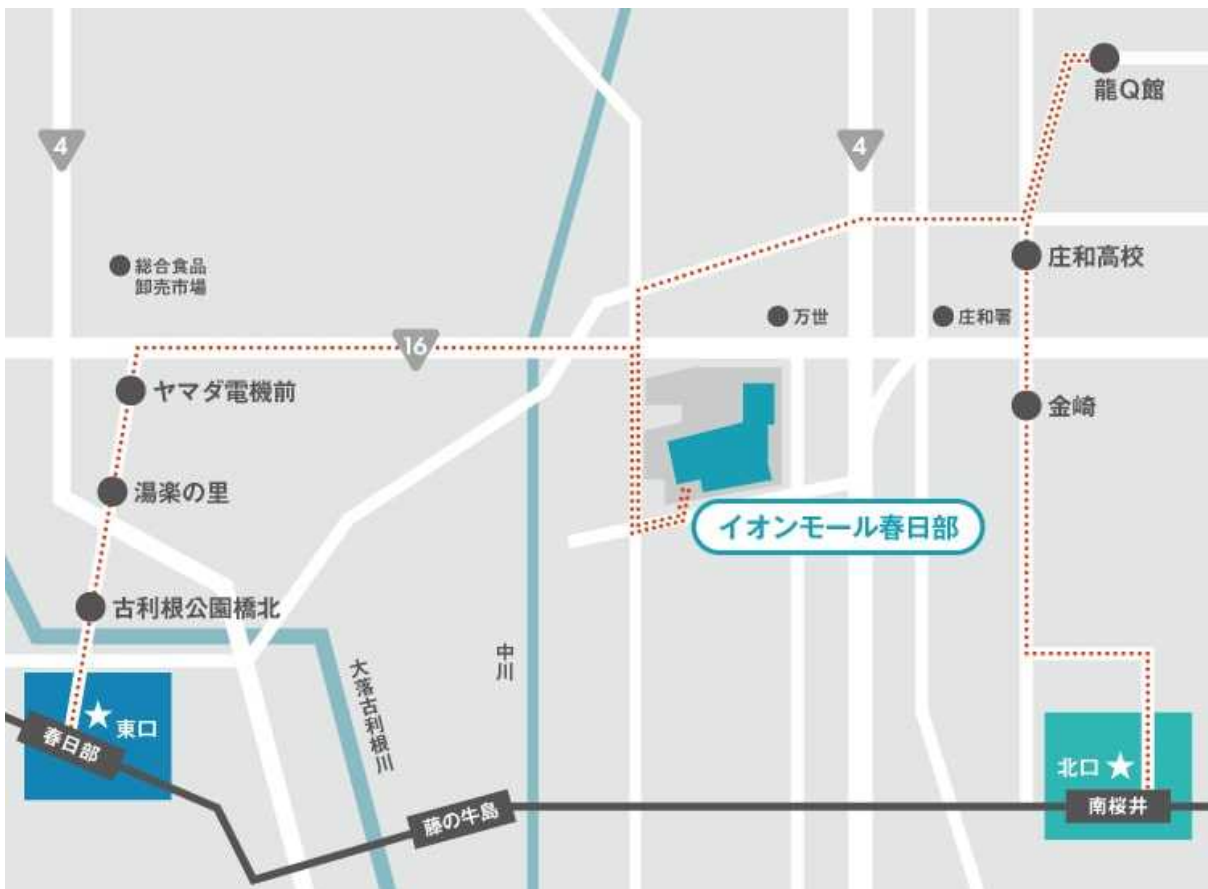 龍Q館
4
4
庄和高校
総合食品
卸売市場
万世
庄和署
16
ヤマダ電機前
金崎
湯楽の里
イオンモール春日部
古利根公園橋北
中川
大落古利根川
東口
春日部
北口
藤の牛島
南桜井